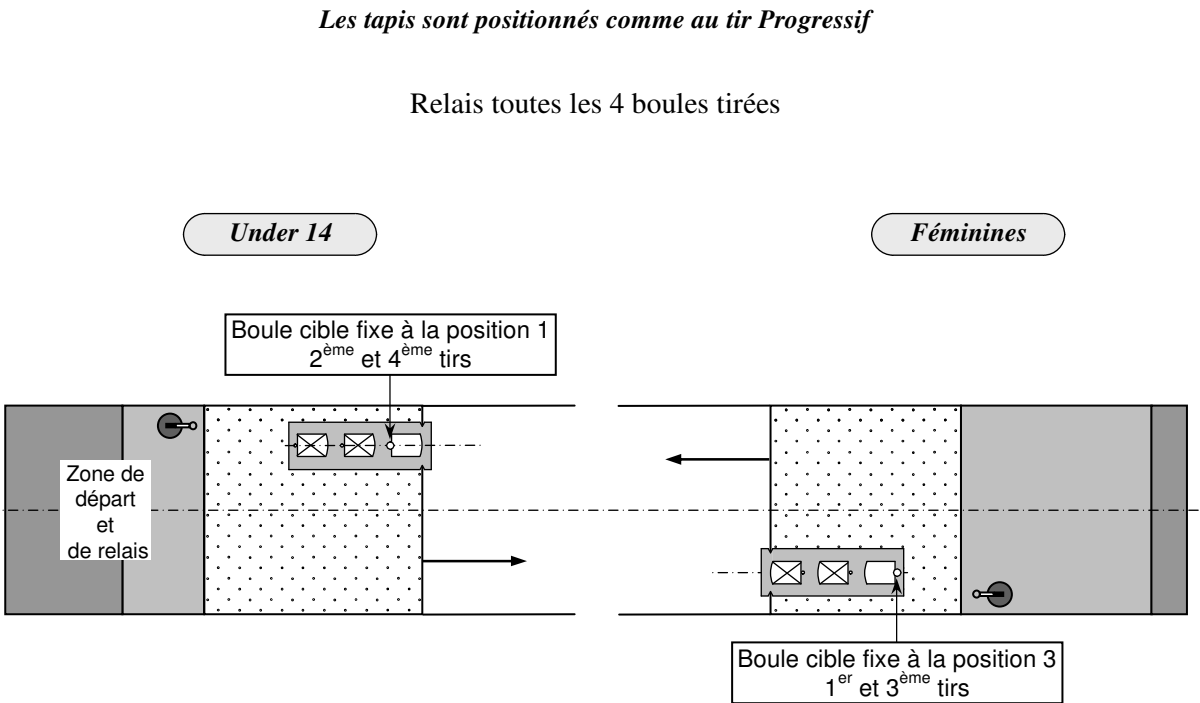 Les tapis sont positionnés comme au tir Progressif
Relais toutes les 4 boules tirées
Under 14
Féminines
Boule cible fixe à la position 1
2ème et 4ème tirs
Zone de
départ
et
de relais
Boule cible fixe à la position 3
1er et 3ème tirs